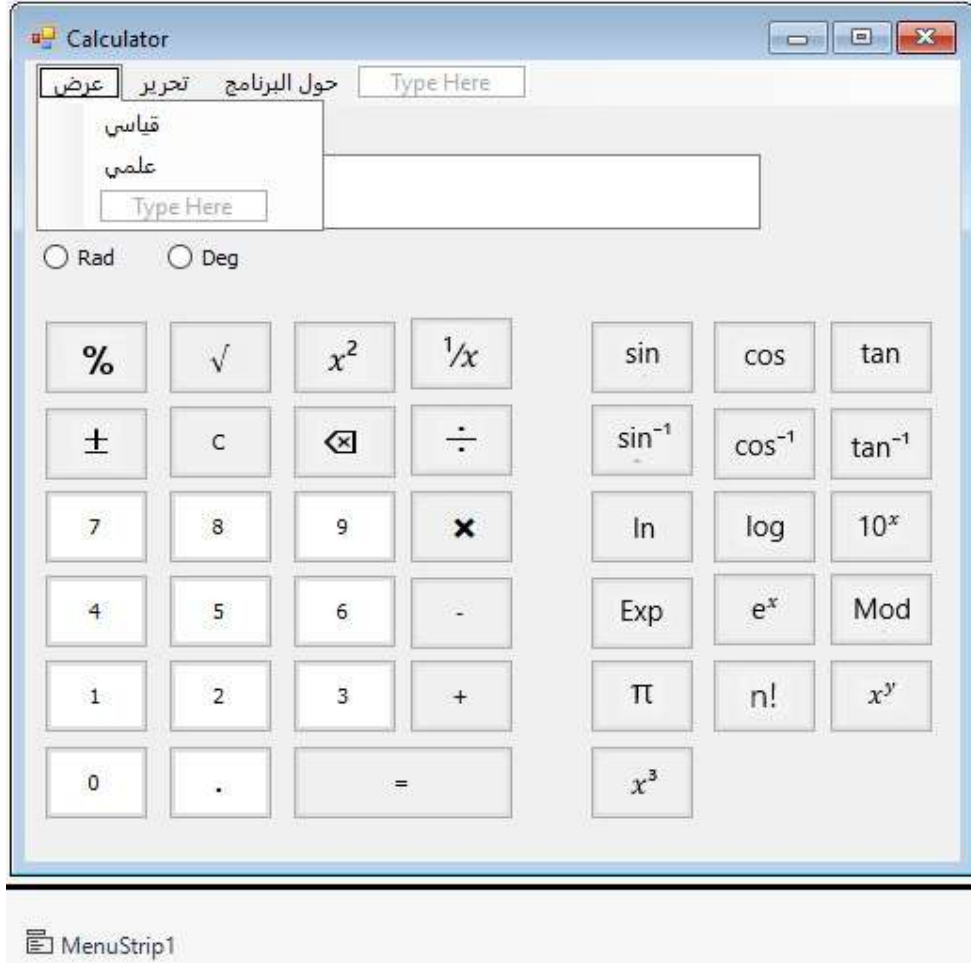 Calculator
عرض تحرير حول البرنامج Type Here
قياسي
علمي
Type Here
Rad Deg
% √ x² ¹/x sin cos tan
± C ⌫ ÷ sin⁻¹ cos⁻¹ tan⁻¹
7 8 9 × ln log 10ˣ
4 5 6 - Exp eˣ Mod
1 2 3 + π n! xʸ
0 . = x³
MenuStrip1